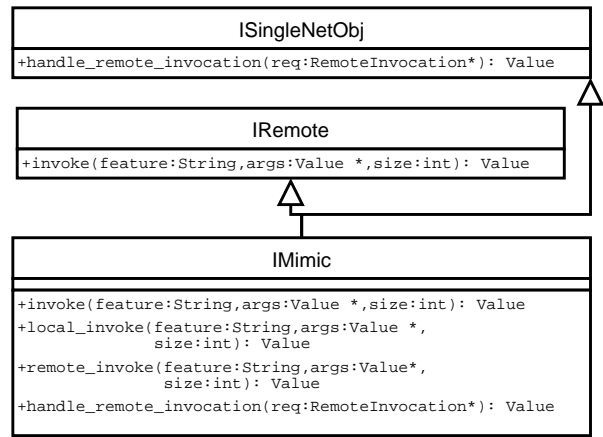 ISingleNetObj
+handle_remote_invocation(req:RemoteInvocation*): Value
IRemote
+invoke(feature:String,args:Value *,size:int): Value
IMimic
+invoke(feature:String,args:Value *,size:int): Value
+local_invoke(feature:String,args:Value *,
size:int): Value
+remote_invoke(feature:String,args:Value*,
size:int): Value
+handle_remote_invocation(req:RemoteInvocation*): Value